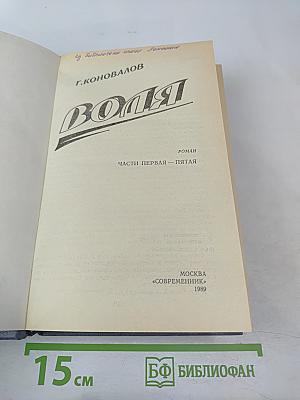 Г. КОНОВАЛОВ
ВОЛЯ
РОМАН
ЧАСТИ ПЕРВАЯ — ПЯТАЯ
МОСКВА
«СОВРЕМЕННИК»
1989
15 см
БФ БИБЛИОФАН